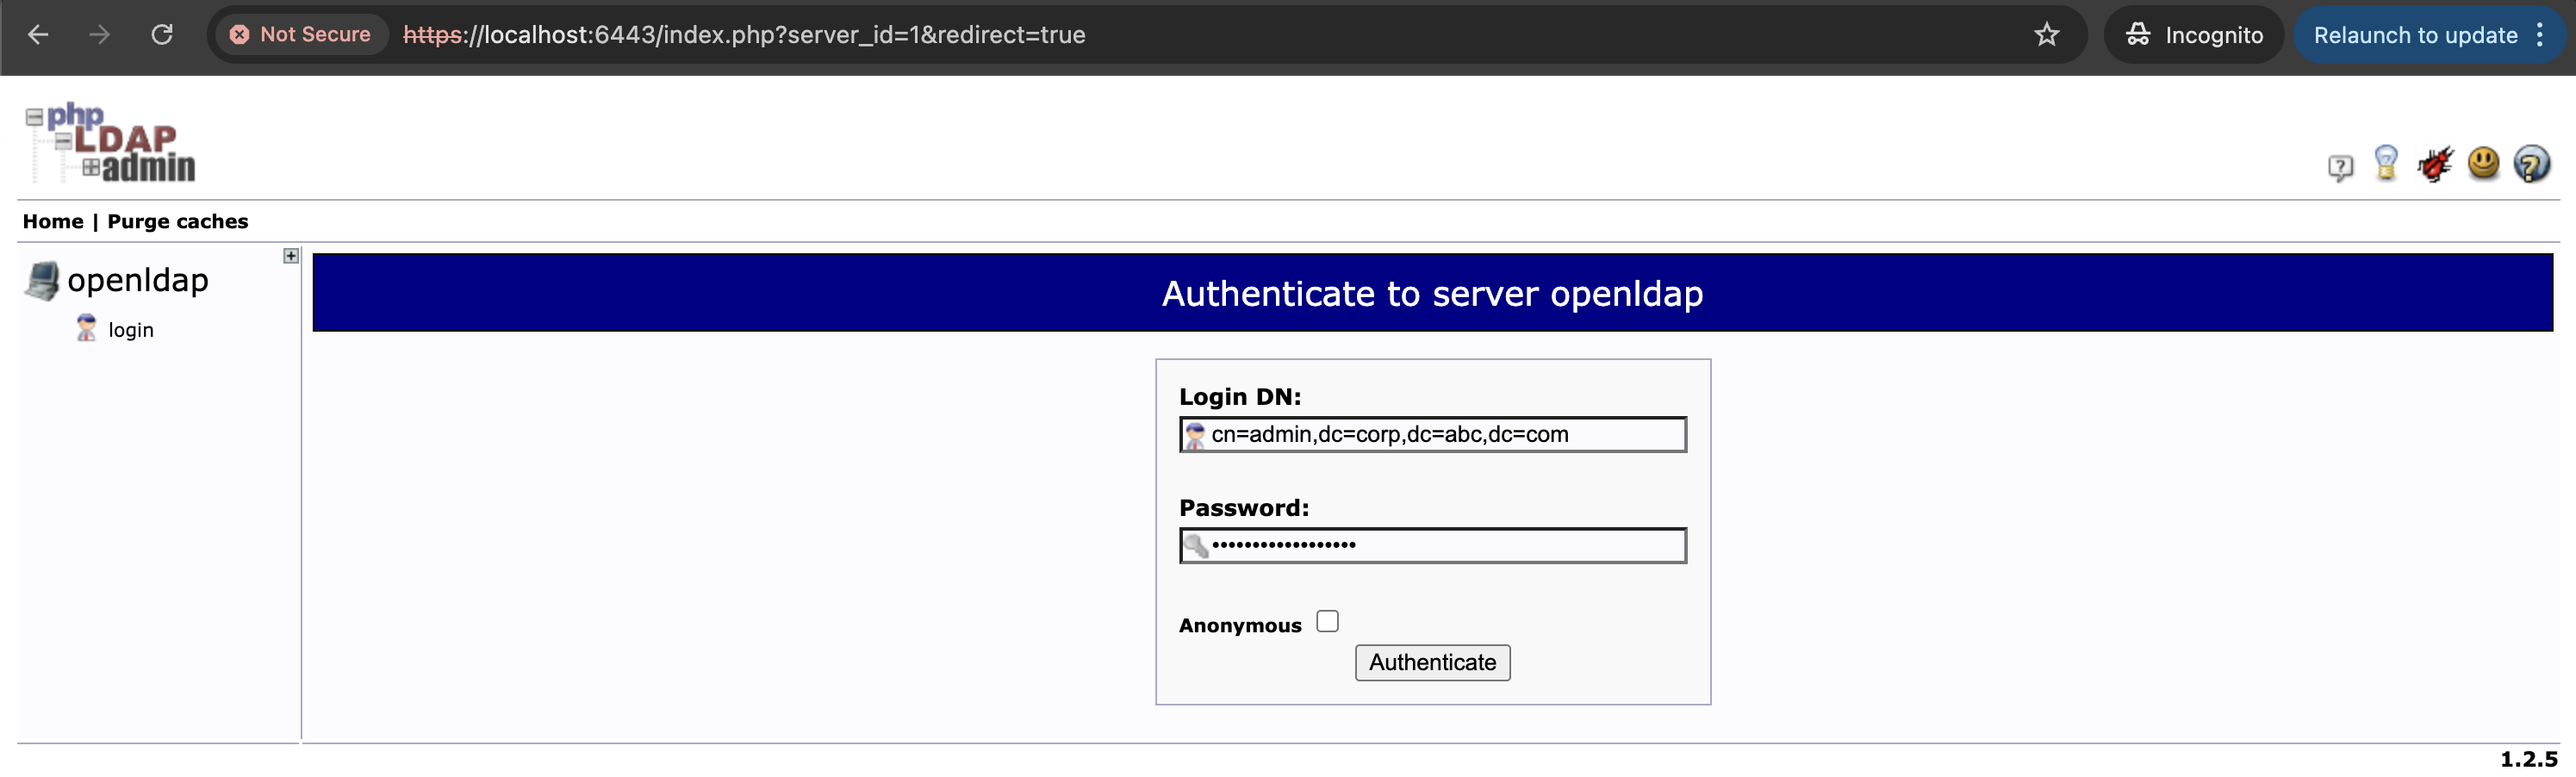 Not Secure https://localhost:6443/index.php?server_id=1&redirect=true Incognito Relaunch to update
php
LDAP
admin
Home | Purge caches
openldap
login
Authenticate to server openldap
Login DN:
cn=admin,dc=corp,dc=abc,dc=com
Password:
••••••••••••••••••
Anonymous
Authenticate
1.2.5